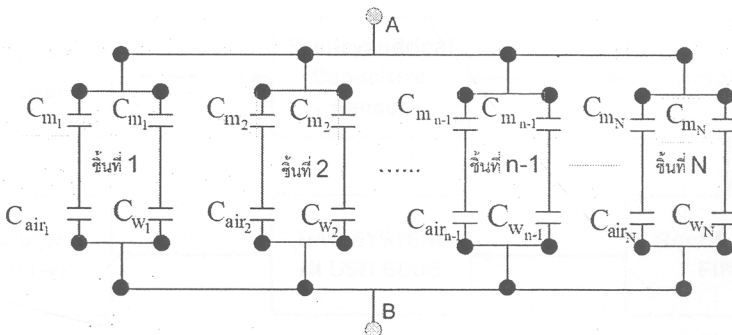 A
C_m1 C_m1 C_m2 C_m2 C_m n-1 C_m n-1 C_mN C_mN
ชิ้นที่ 1 ชิ้นที่ 2 ...... ชิ้นที่ n-1 ชิ้นที่ N
C_air1 C_w1 C_air2 C_w2 C_air n-1 C_w n-1 C_airN C_wN
B